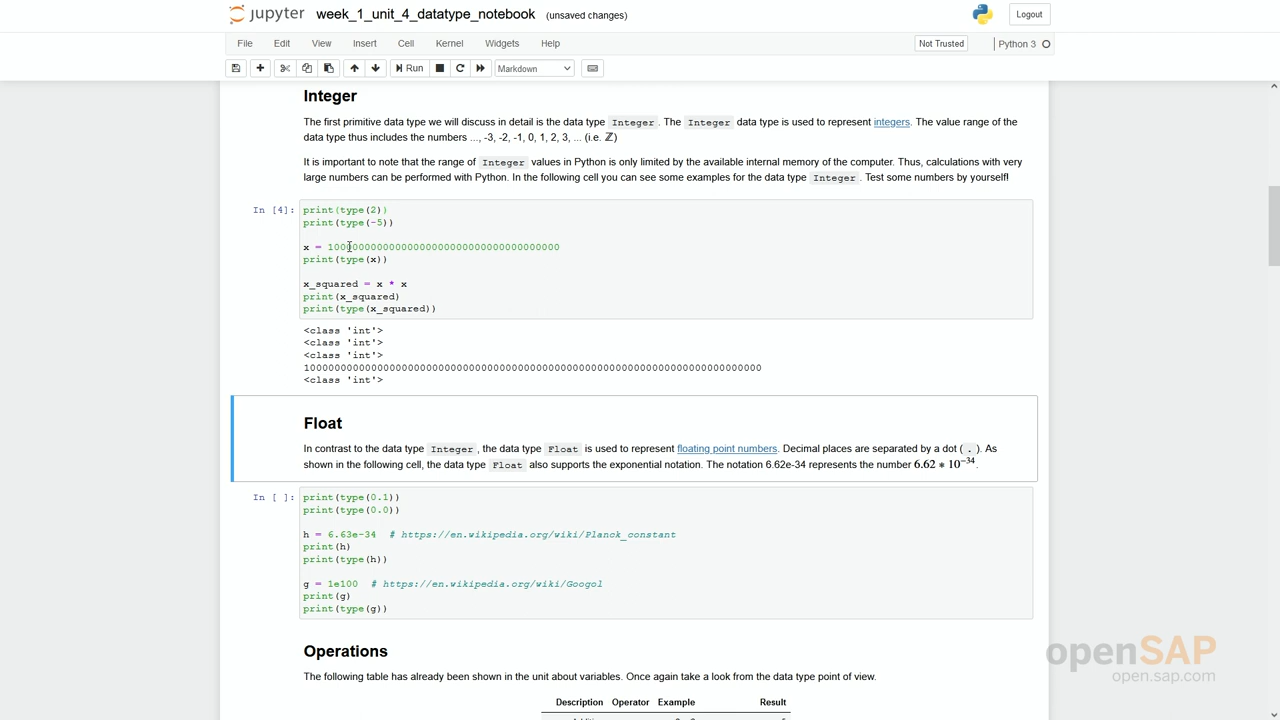 jupyter week_1_unit_4_datatype_notebook (unsaved changes) Logout
File Edit View Insert Cell Kernel Widgets Help Not Trusted Python 3
Run Markdown
Integer
The first primitive data type we will discuss in detail is the data type Integer. The Integer data type is used to represent integers. The value range of the
data type thus includes the numbers ..., -3, -2, -1, 0, 1, 2, 3, ... (i.e. ℤ)
It is important to note that the range of Integer values in Python is only limited by the available internal memory of the computer. Thus, calculations with very
large numbers can be performed with Python. In the following cell you can see some examples for the data type Integer. Test some numbers by yourself!
In [4]: print(type(2))
print(type(-5))
x = 10000000000000000000000000000000000000
print(type(x))
x_squared = x * x
print(x_squared)
print(type(x_squared))
<class 'int'>
<class 'int'>
<class 'int'>
100000000000000000000000000000000000000000000000000000000000000000000000000
<class 'int'>
Float
In contrast to the data type Integer, the data type Float is used to represent floating point numbers. Decimal places are separated by a dot (.). As
shown in the following cell, the data type Float also supports the exponential notation. The notation 6.62e-34 represents the number 6.62 ∗ 10⁻³⁴.
In [ ]: print(type(0.1))
print(type(0.0))
h = 6.63e-34 # https://en.wikipedia.org/wiki/Planck_constant
print(h)
print(type(h))
g = 1e100 # https://en.wikipedia.org/wiki/Googol
print(g)
print(type(g))
Operations
The following table has already been shown in the unit about variables. Once again take a look from the data type point of view.
Description Operator Example Result
openSAP
open.sap.com